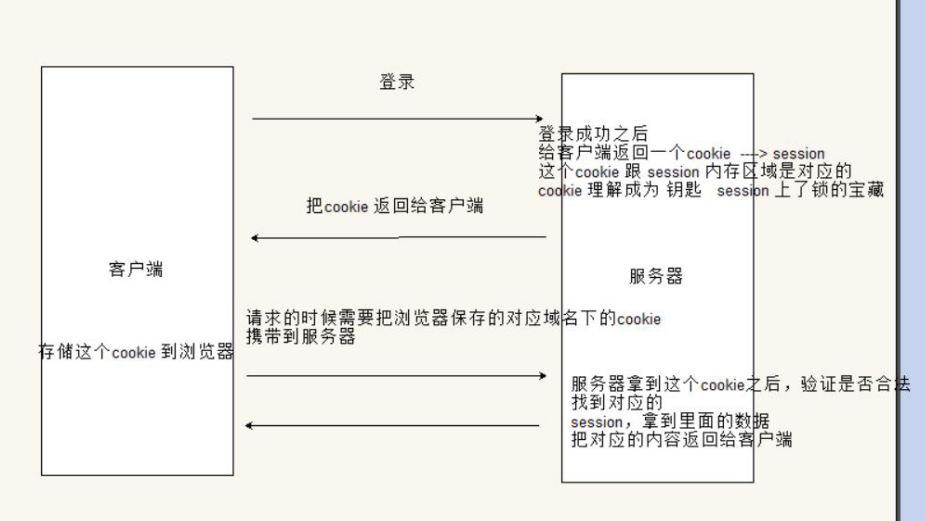 登录
登录成功之后
给客户端返回一个cookie ----> session
这个cookie 跟 session 内存区域是对应的
cookie 理解成为 钥匙 session 上了锁的宝藏
把cookie 返回给客户端
客户端
服务器
请求的时候需要把浏览器保存的对应域名下的cookie
携带到服务器
存储这个cookie 到浏览器
服务器拿到这个cookie之后，验证是否合法
找到对应的
session，拿到里面的数据
把对应的内容返回给客户端